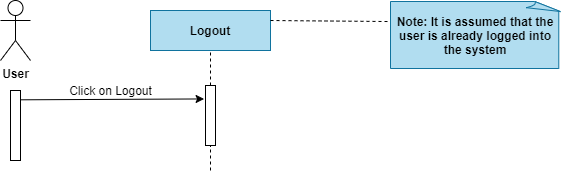 Logout
Note: It is assumed that the
user is already logged into
the system
User
Click on Logout